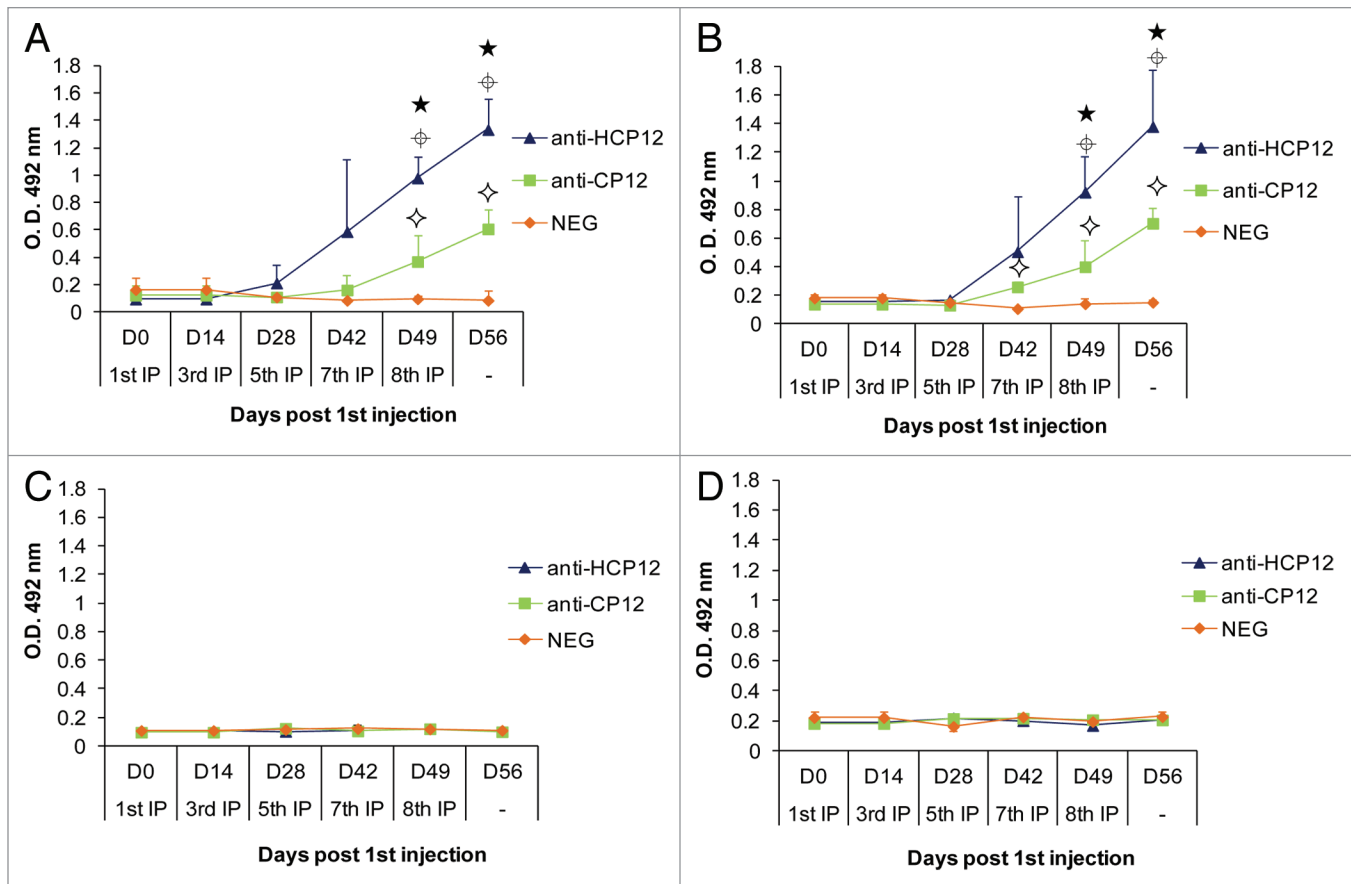 A
1.8
1.6
1.4
1.2
1
0.8
0.6
0.4
0.2
0
O. D. 492 nm
anti-HCP12
anti-CP12
NEG
D0 D14 D28 D42 D49 D56
1st IP 3rd IP 5th IP 7th IP 8th IP -
Days post 1st injection
B
1.8
1.6
1.4
1.2
1
0.8
0.6
0.4
0.2
0
O. D. 492 nm
anti-HCP12
anti-CP12
NEG
D0 D14 D28 D42 D49 D56
1st IP 3rd IP 5th IP 7th IP 8th IP -
Days post 1st injection
C
1.8
1.6
1.4
1.2
1
0.8
0.6
0.4
0.2
0
O.D. 492 nm
anti-HCP12
anti-CP12
NEG
D0 D14 D28 D42 D49 D56
1st IP 3rd IP 5th IP 7th IP 8th IP -
Days post 1st injection
D
1.8
1.6
1.4
1.2
1
0.8
0.6
0.4
0.2
0
O.D. 492 nm
anti-HCP12
anti-CP12
NEG
D0 D14 D28 D42 D49 D56
1st IP 3rd IP 5th IP 7th IP 8th IP -
Days post 1st injection